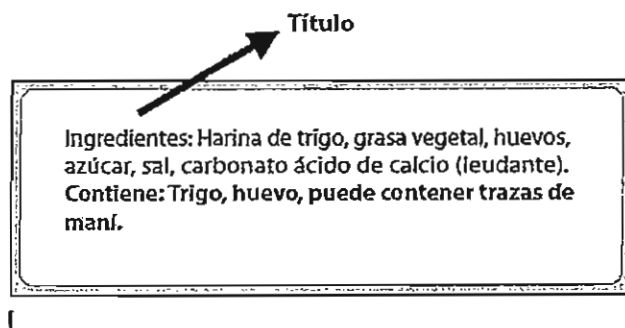 Título
Ingredientes: Harina de trigo, grasa vegetal, huevos,
azúcar, sal, carbonato ácido de calcio (leudante).
Contiene: Trigo, huevo, puede contener trazas de
maní.